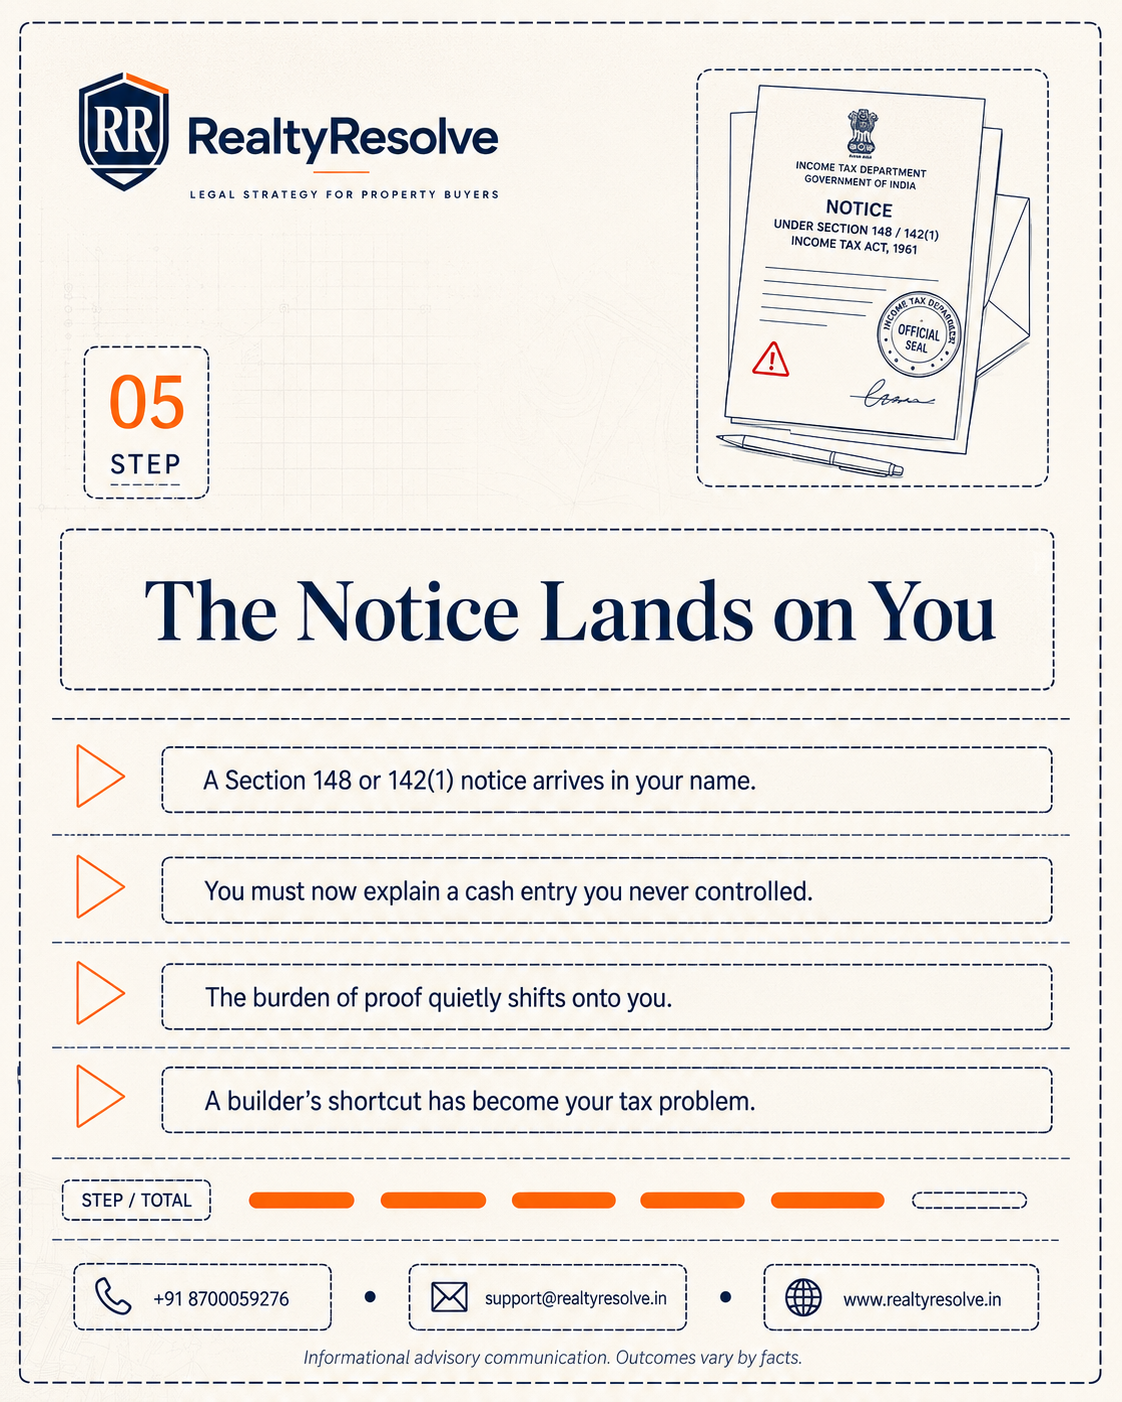 RR
RealtyResolve
LEGAL STRATEGY FOR PROPERTY BUYERS
INCOME TAX DEPARTMENT
GOVERNMENT OF INDIA
NOTICE
UNDER SECTION 148 / 142(1)
INCOME TAX ACT, 1961
INCOME TAX
OFFICIAL
SEAL
05
STEP
The Notice Lands on You
A Section 148 or 142(1) notice arrives in your name.
You must now explain a cash entry you never controlled.
The burden of proof quietly shifts onto you.
A builder’s shortcut has become your tax problem.
STEP / TOTAL
+91 8700059276
support@realtyresolve.in
www.realtyresolve.in
Informational advisory communication. Outcomes vary by facts.